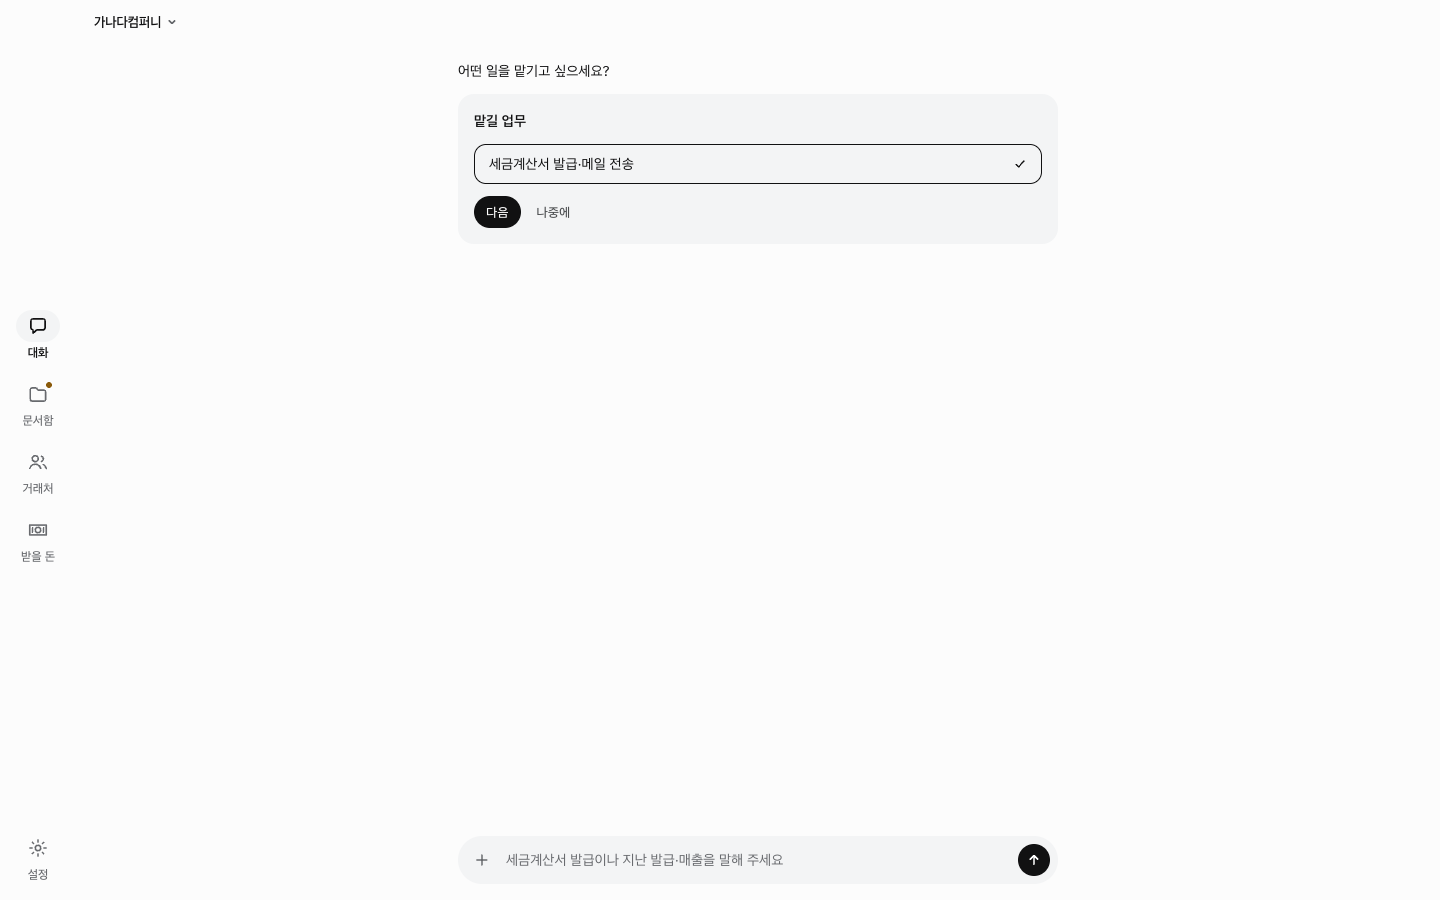 가나다컴퍼니
어떤 일을 맡기고 싶으세요?
맡길 업무
세금계산서 발급·메일 전송
다음 나중에
대화
문서함
거래처
받을 돈
설정
세금계산서 발급이나 지난 발급·매출을 말해 주세요